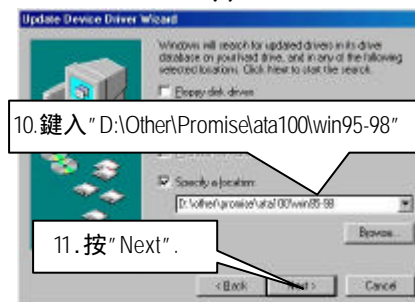 Update Device Driver Wizard
Windows will search for updated drivers in its driver
database on your hard drive, and in any of the following
selected locations. Click Next to start the search.
Floppy disk drives
10.鍵入"D:\Other\Promise\ata100\win95-98"
Specify a location:
D:\other\promise\ata100\win95-98
Browse...
11.按"Next".
< Back
Next >
Cancel